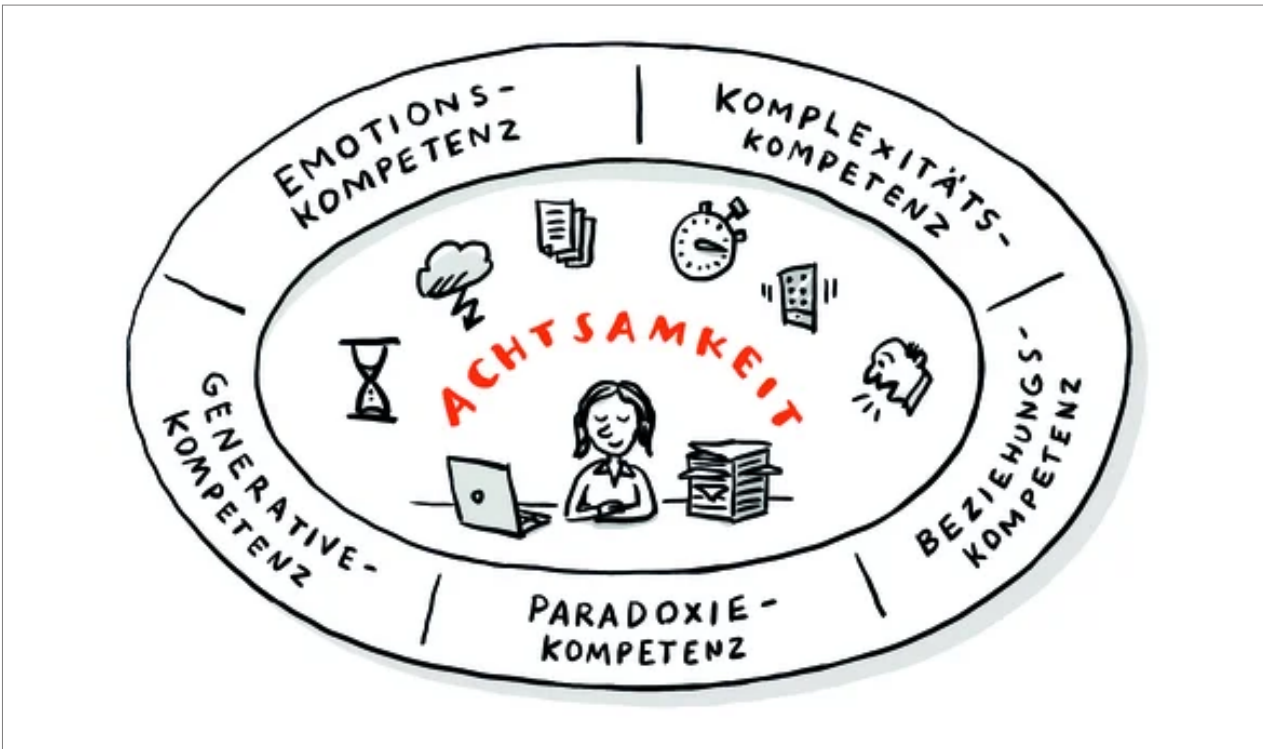 EMOTIONS-
KOMPETENZ
KOMPLEXITÄTS-
KOMPETENZ
ACHTSAMKEIT
GENERATIVE-
KOMPETENZ
BEZIEHUNGS-
KOMPETENZ
PARADOXIE-
KOMPETENZ